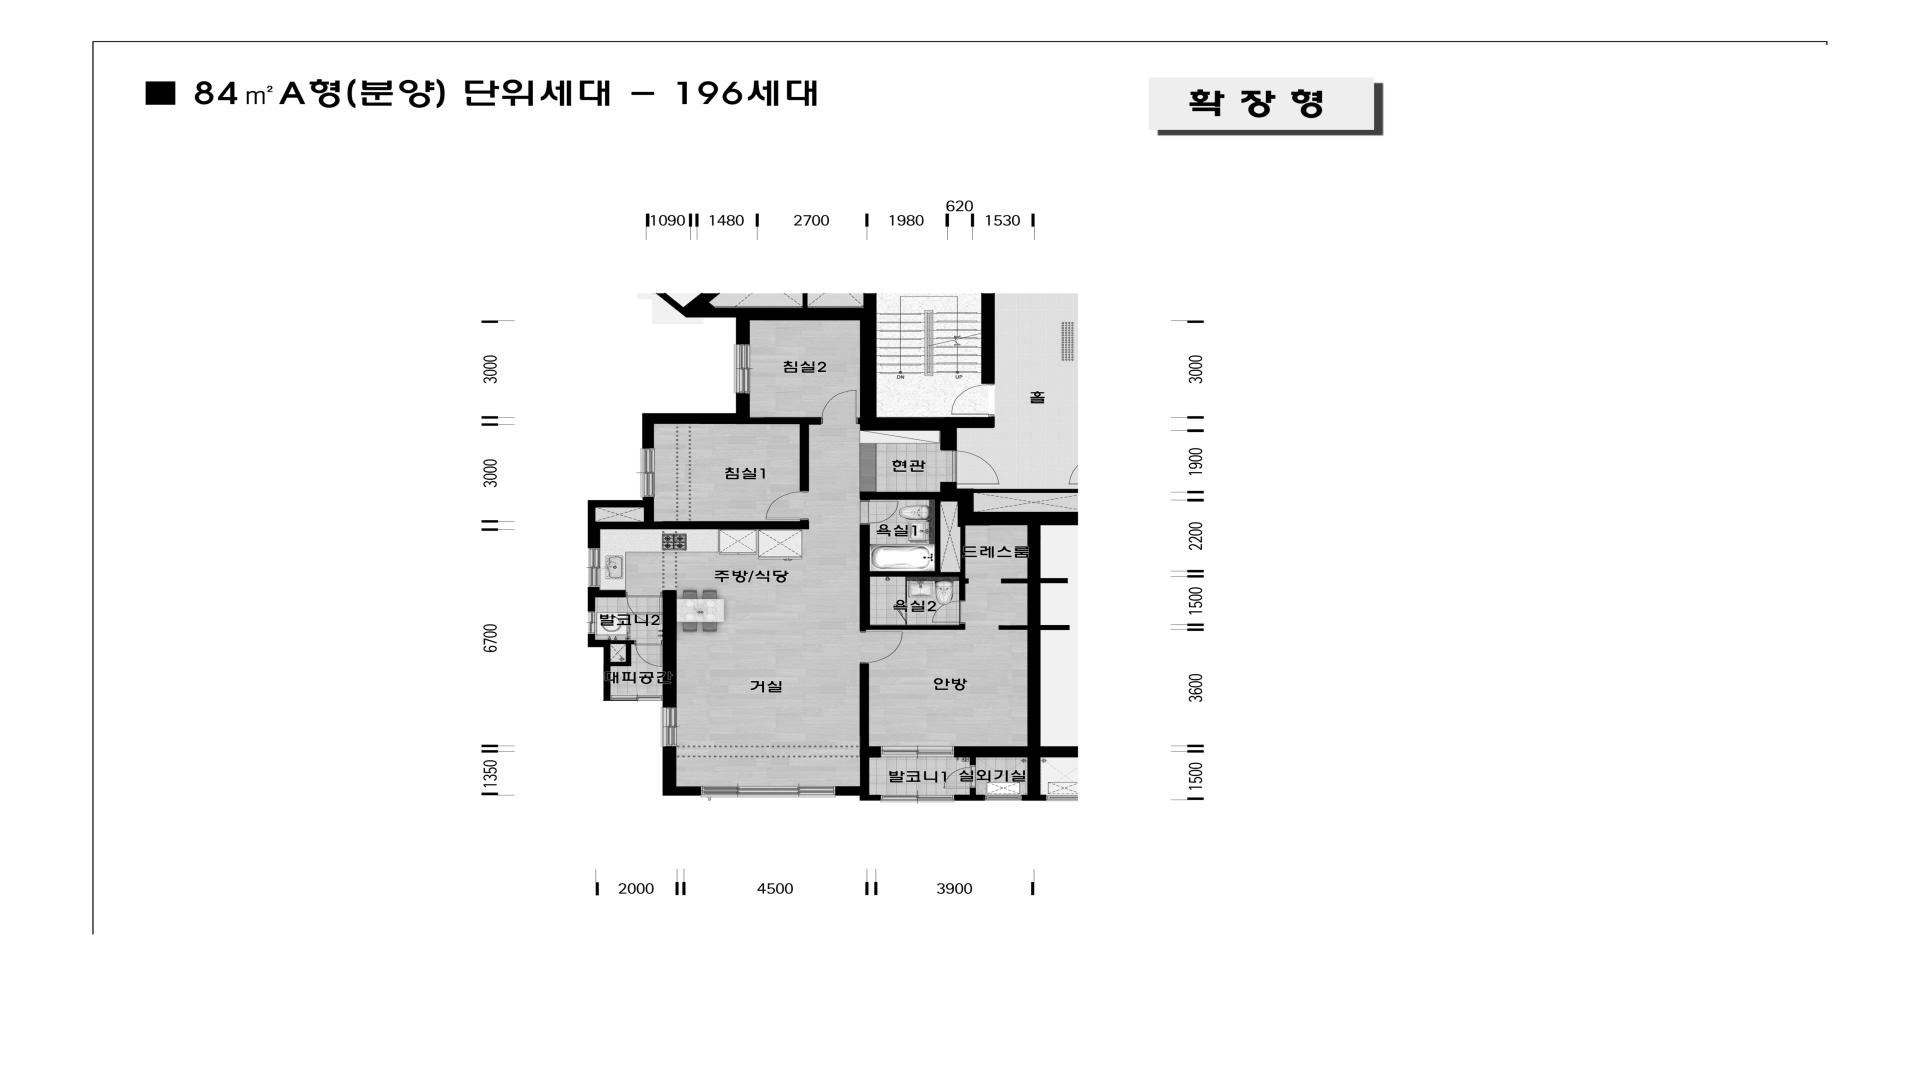 ■ 84㎡A형(분양) 단위세대 – 196세대
확장형
620
1090 1480 2700 1980 1530
3000 3000 6700 1350
3000 1900 2200 1500 3600 1500
침실2
DN UP
홀
침실1
현관
욕실1
드레스룸
주방/식당
욕실2
발코니2
대피공간
거실
안방
발코니1 실외기실
2000 4500 3900